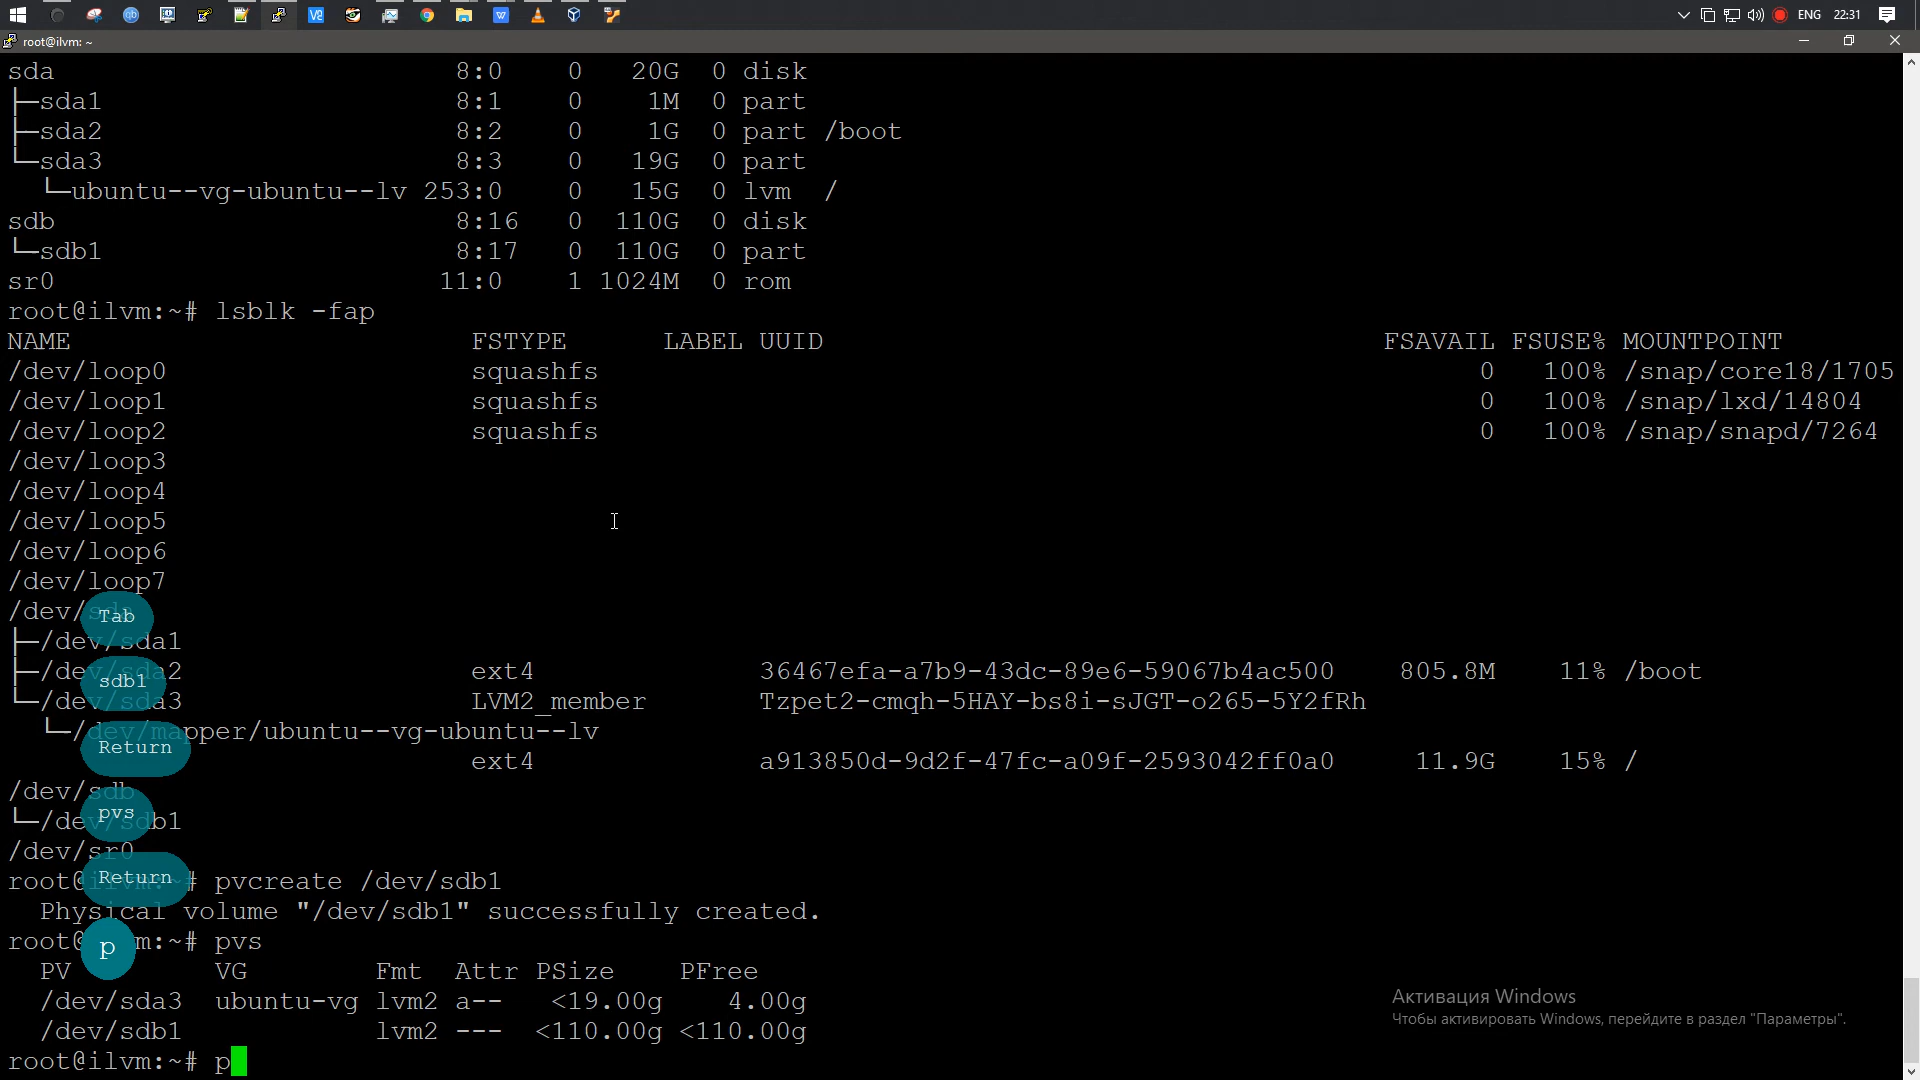 ENG 22:31
root@ilvm: ~
sda 8:0 0 20G 0 disk
├─sda1 8:1 0 1M 0 part
├─sda2 8:2 0 1G 0 part /boot
└─sda3 8:3 0 19G 0 part
└─ubuntu--vg-ubuntu--lv 253:0 0 15G 0 lvm /
sdb 8:16 0 110G 0 disk
└─sdb1 8:17 0 110G 0 part
sr0 11:0 1 1024M 0 rom
root@ilvm:~# lsblk -fap
NAME FSTYPE LABEL UUID FSAVAIL FSUSE% MOUNTPOINT
/dev/loop0 squashfs 0 100% /snap/core18/1705
/dev/loop1 squashfs 0 100% /snap/lxd/14804
/dev/loop2 squashfs 0 100% /snap/snapd/7264
/dev/loop3
/dev/loop4
/dev/loop5
/dev/loop6
/dev/loop7
/dev/sda
Tab
├─/dev/sda1
├─/dev/sda2 ext4 36467efa-a7b9-43dc-89e6-59067b4ac500 805.8M 11% /boot
sdb1
└─/dev/sda3 LVM2_member Tzpet2-cmqh-5HAY-bs8i-sJGT-o265-5Y2fRh
└─/dev/mapper/ubuntu--vg-ubuntu--lv
Return
ext4 a913850d-9d2f-47fc-a09f-2593042ff0a0 11.9G 15% /
/dev/sdb
pvs
└─/dev/sdb1
/dev/sr0
Return
root@ilvm:~# pvcreate /dev/sdb1
Physical volume "/dev/sdb1" successfully created.
p
root@ilvm:~# pvs
PV VG Fmt Attr PSize PFree
/dev/sda3 ubuntu-vg lvm2 a-- <19.00g 4.00g
/dev/sdb1 lvm2 --- <110.00g <110.00g
root@ilvm:~# p
Активация Windows
Чтобы активировать Windows, перейдите в раздел "Параметры".